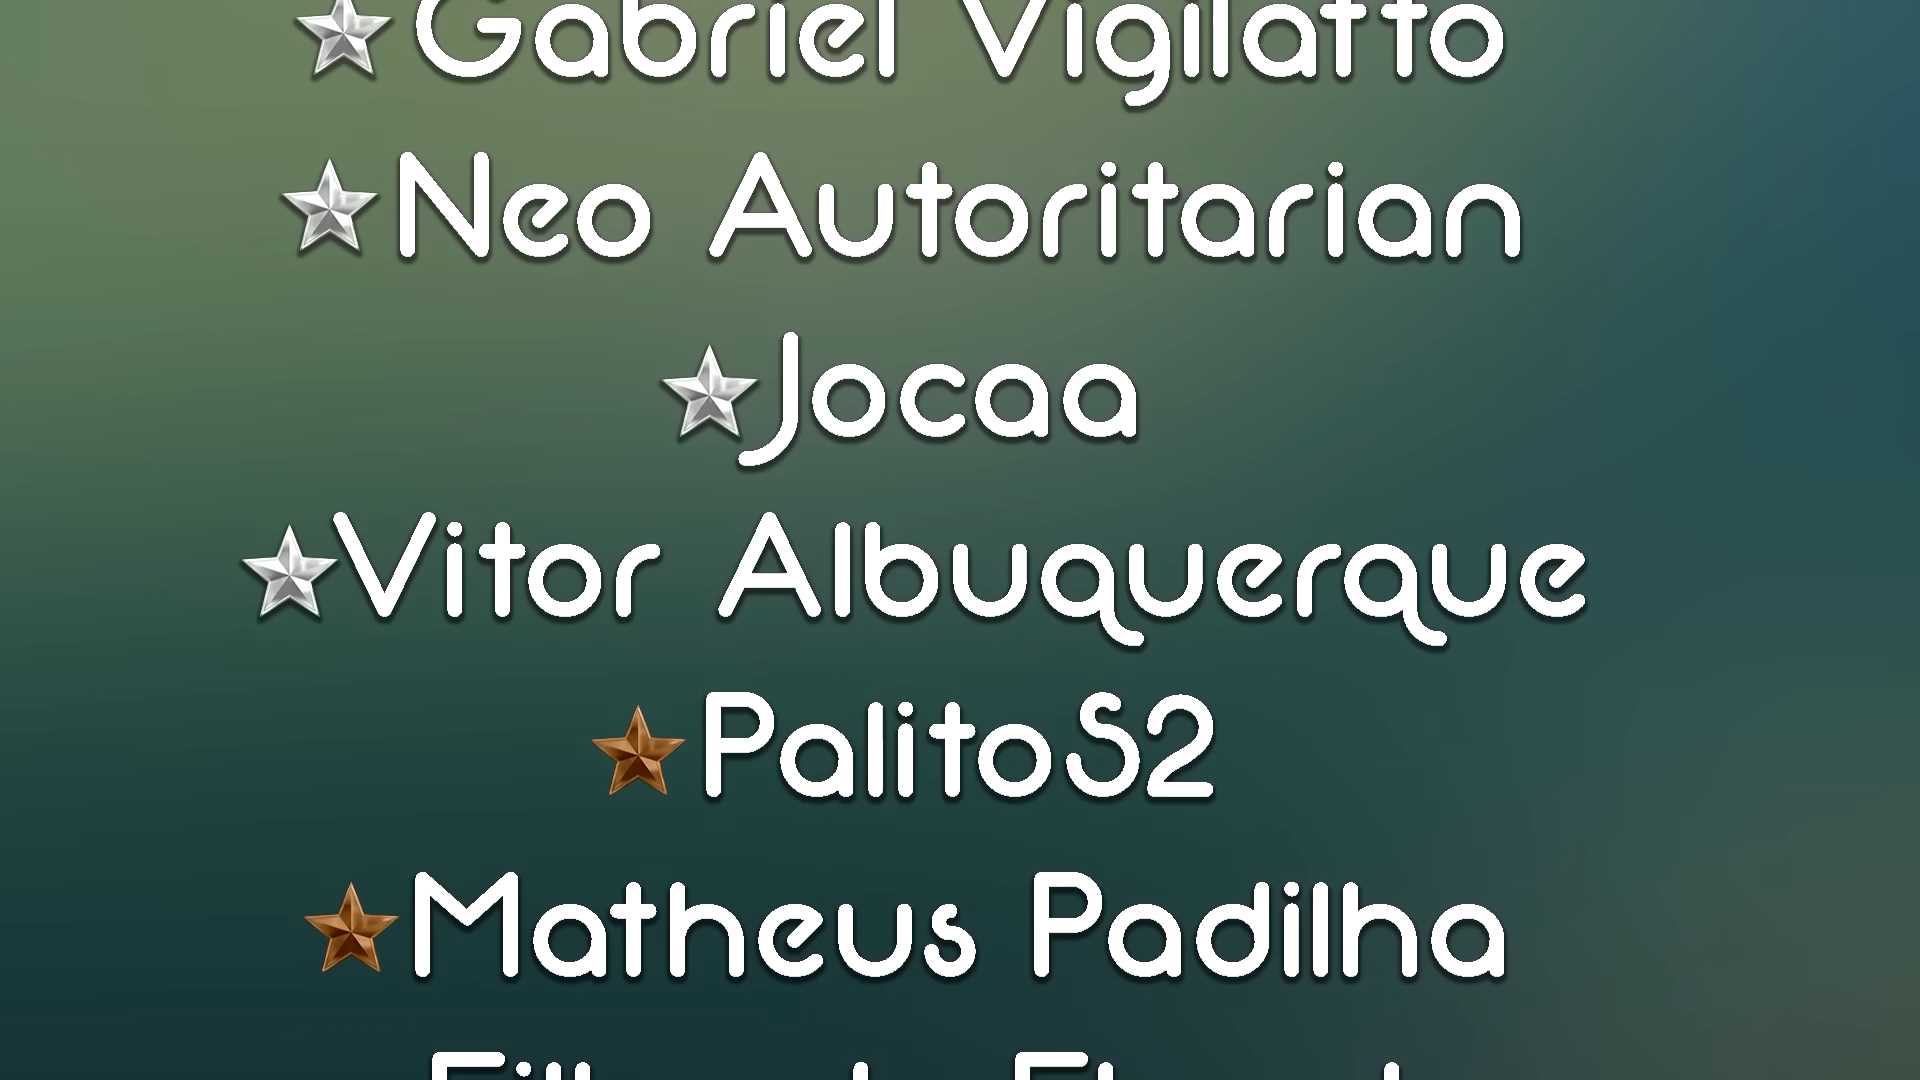 Gabriel Vigilatto
Neo Autoritarian
Jocaa
Vitor Albuquerque
PalitoS2
Matheus Padilha